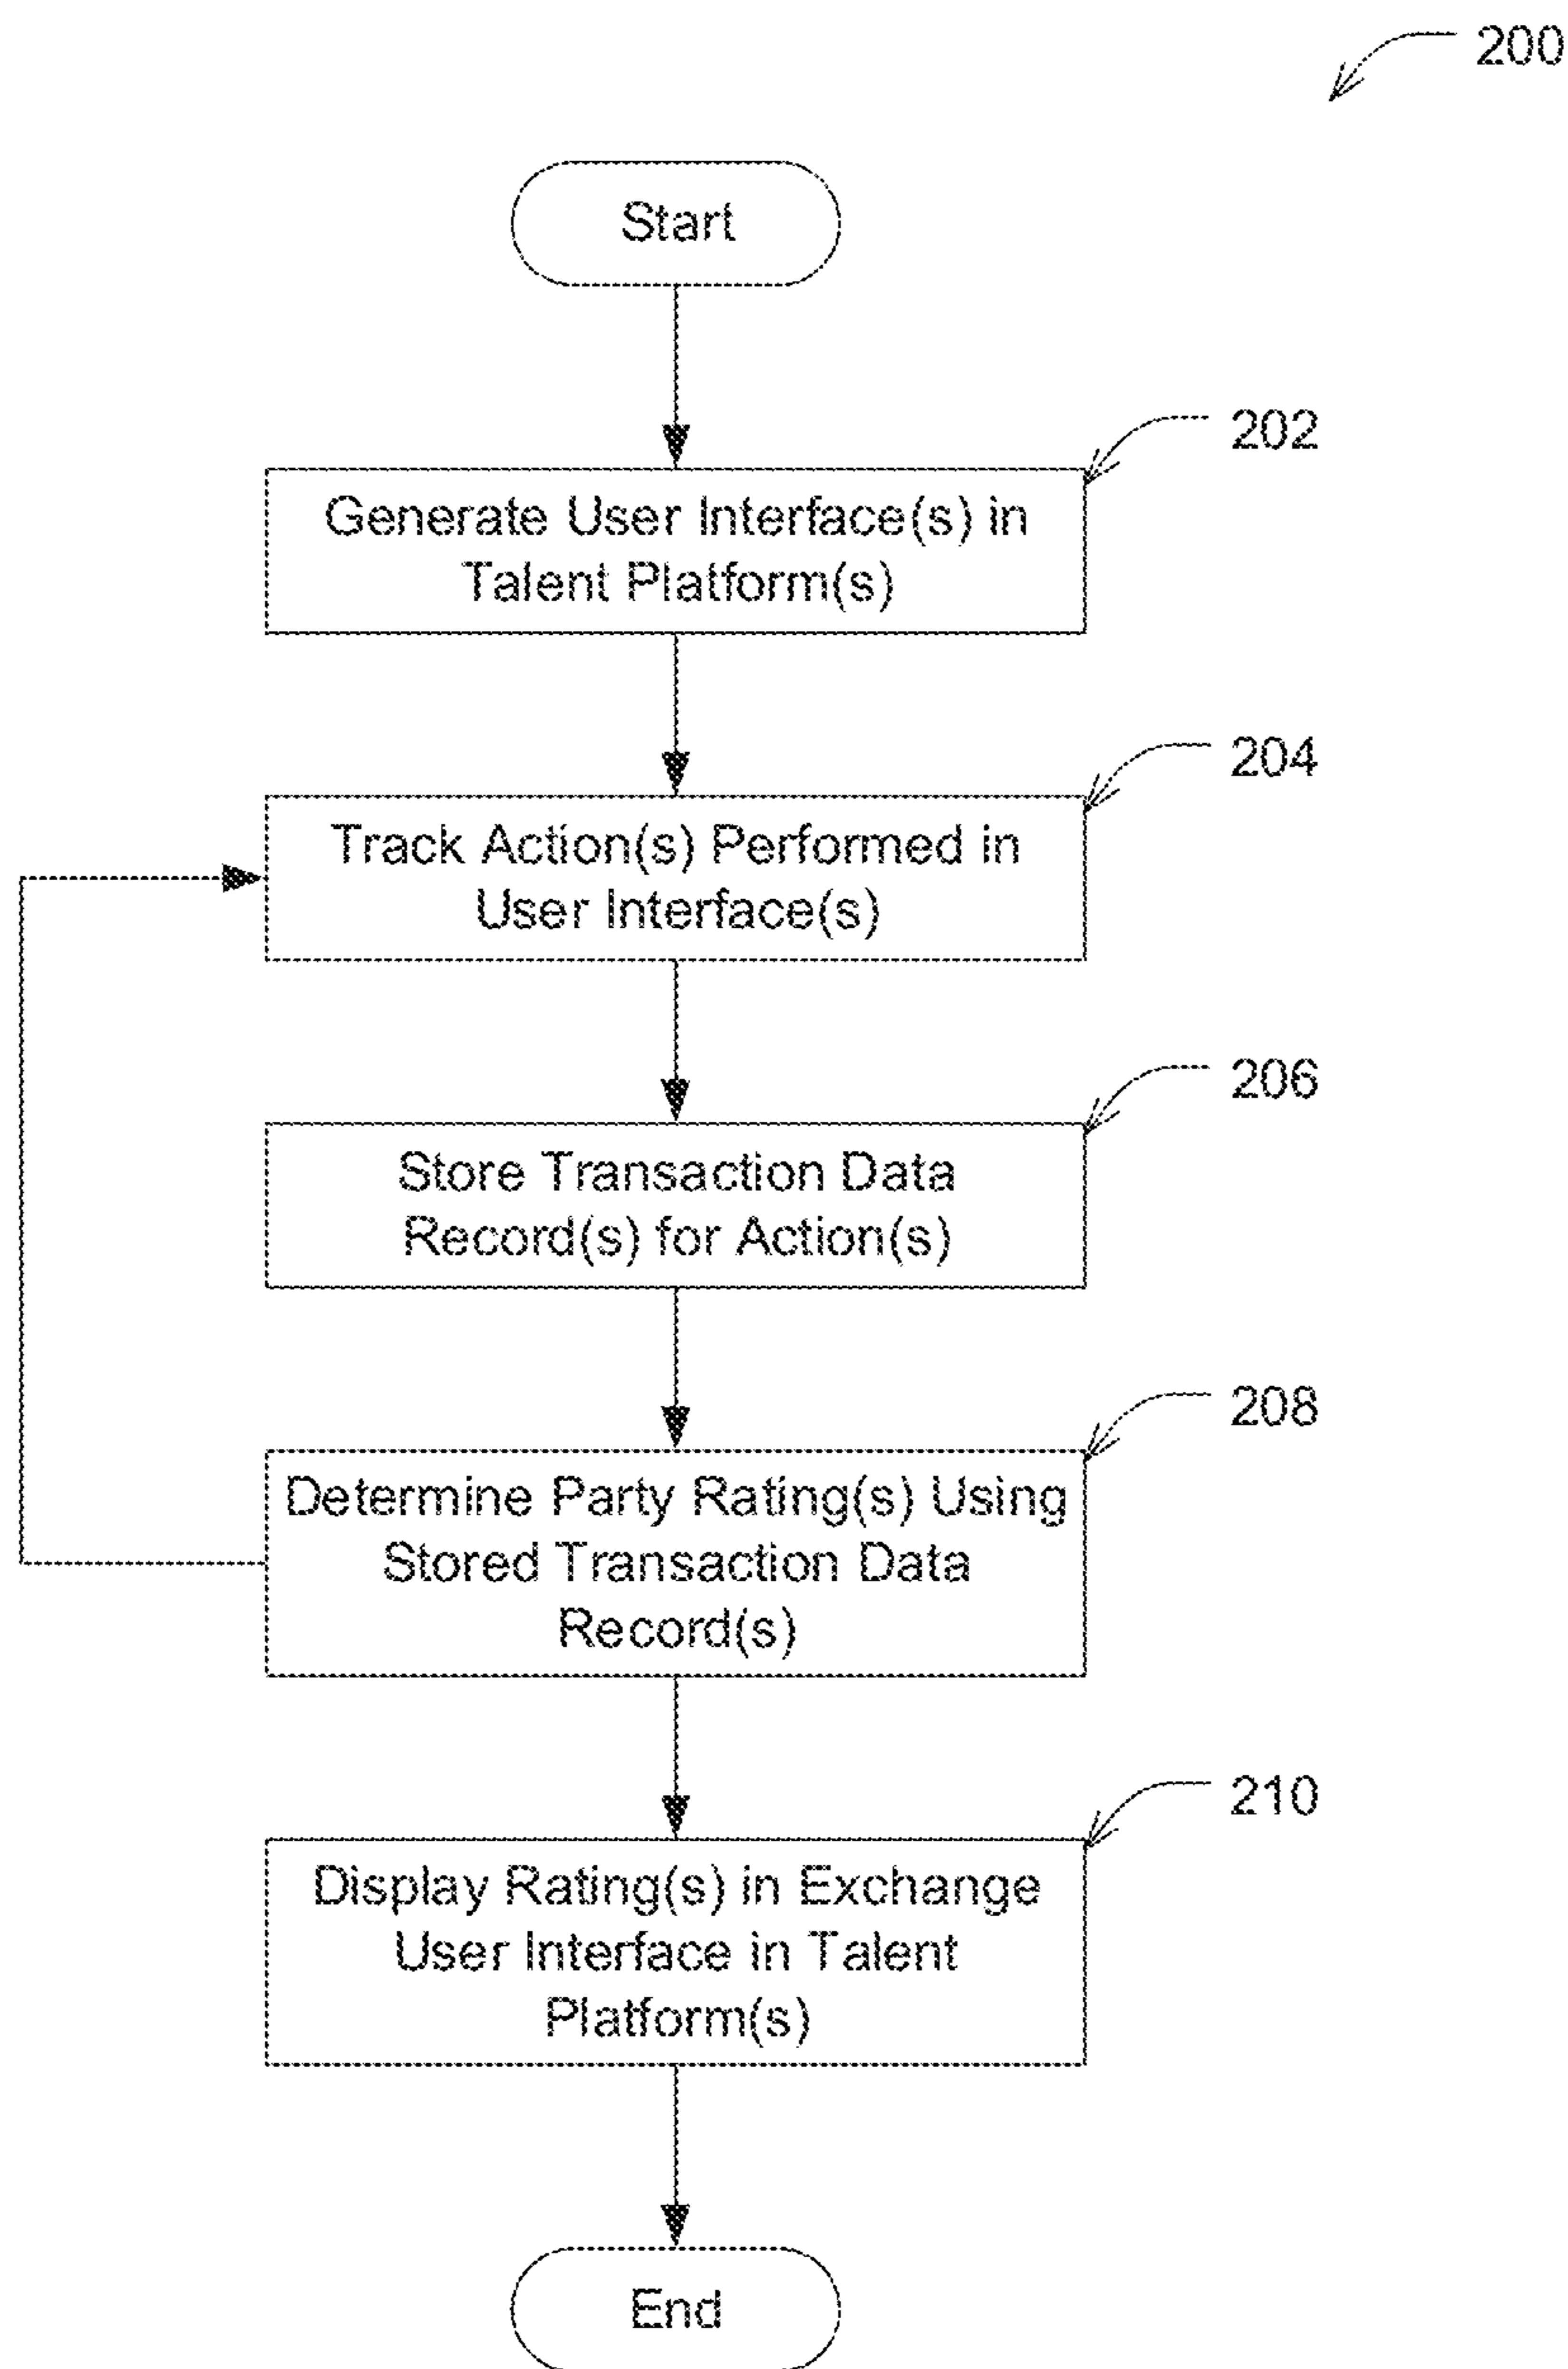 200
Start
202
Generate User Interface(s) in
Talent Platform(s)
204
Track Action(s) Performed in
User Interface(s)
206
Store Transaction Data
Record(s) for Action(s)
208
Determine Party Rating(s) Using
Stored Transaction Data
Record(s)
210
Display Rating(s) in Exchange
User Interface in Talent
Platform(s)
End